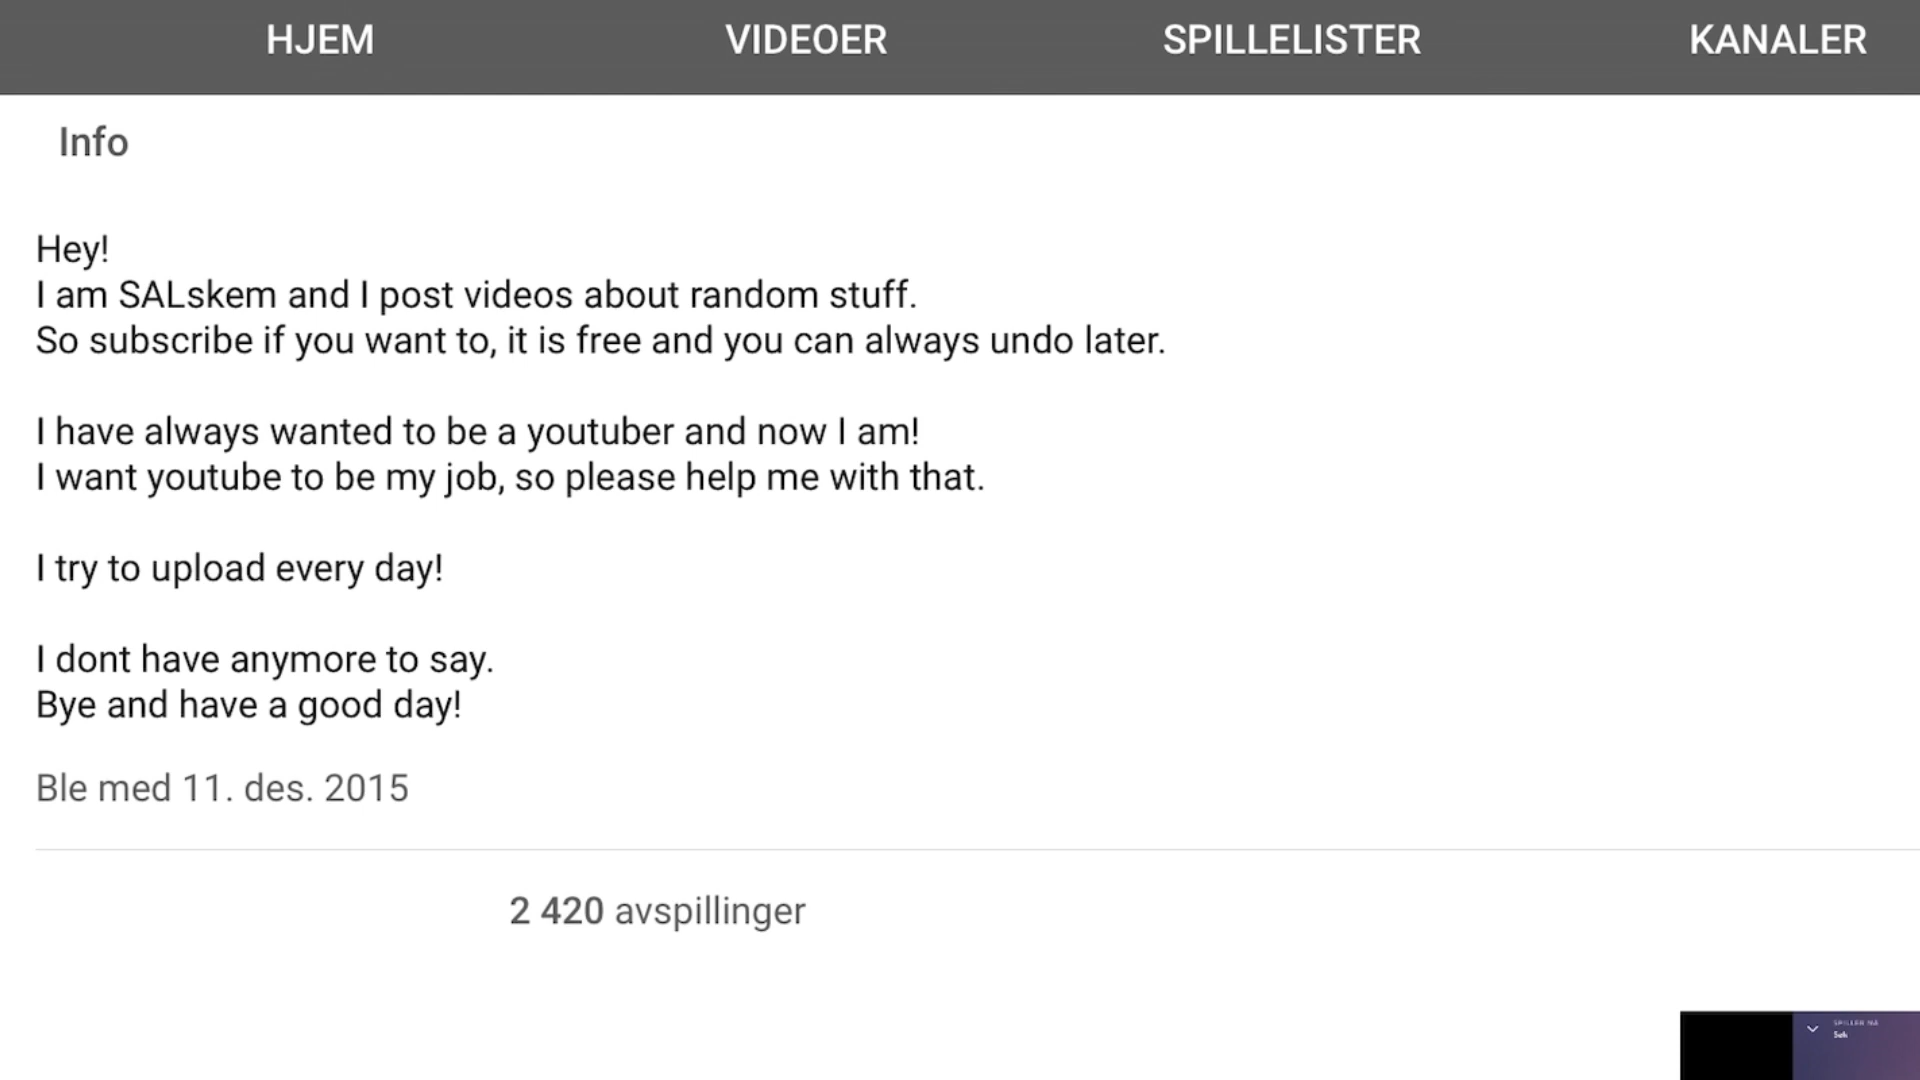 HJEM VIDEOER SPILLELISTER KANALER
Info
Hey!
I am SALskem and I post videos about random stuff.
So subscribe if you want to, it is free and you can always undo later.
I have always wanted to be a youtuber and now I am!
I want youtube to be my job, so please help me with that.
I try to upload every day!
I dont have anymore to say.
Bye and have a good day!
Ble med 11. des. 2015
2 420 avspillinger